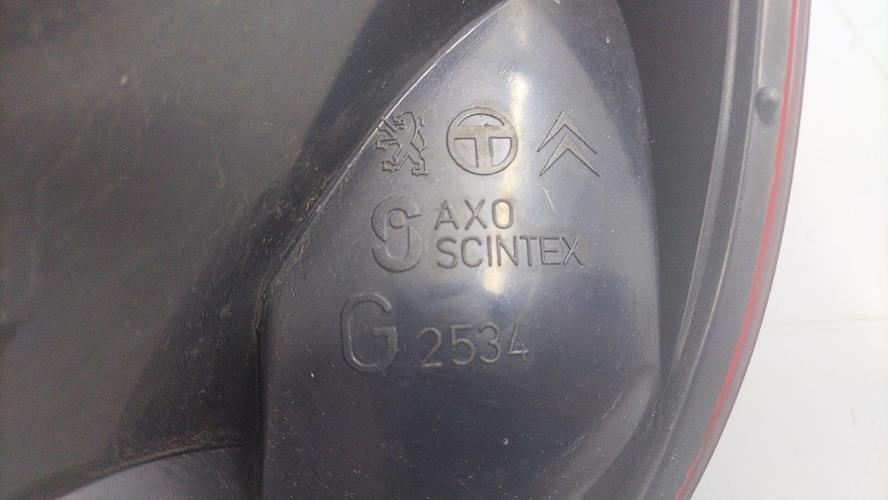 AXO
SCINTEX
G 2534